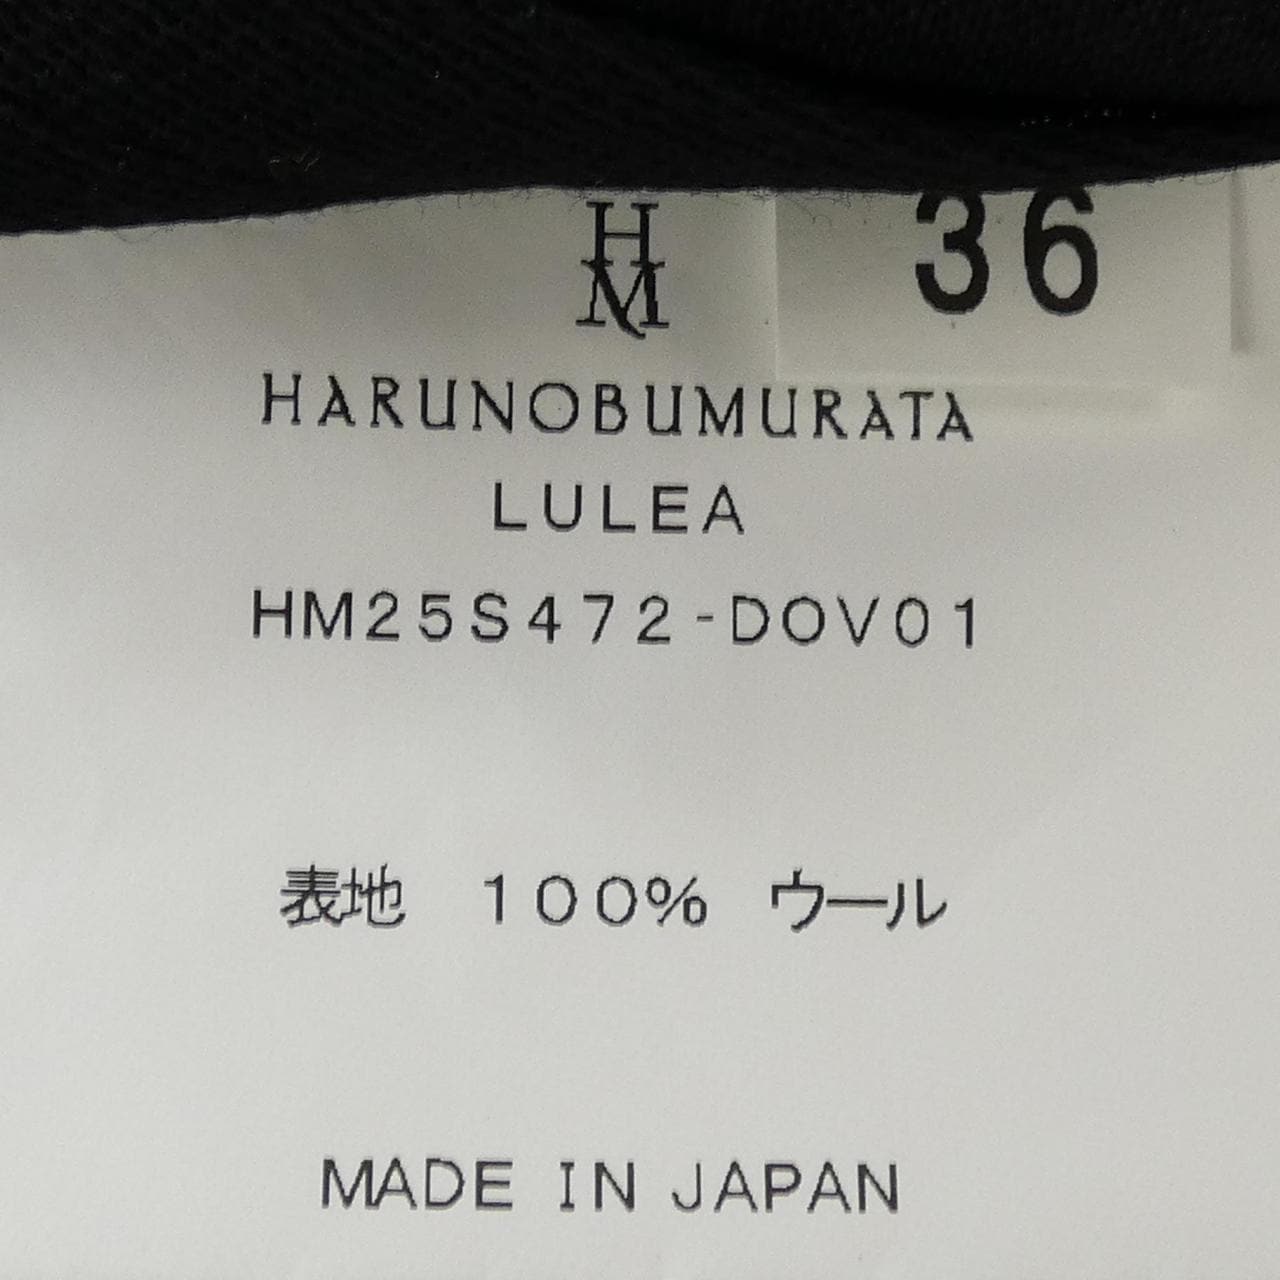 HM
36
HARUNOBUMURATA
LULEA
HM25S472-DOV01
表地 100% ウール
MADE IN JAPAN